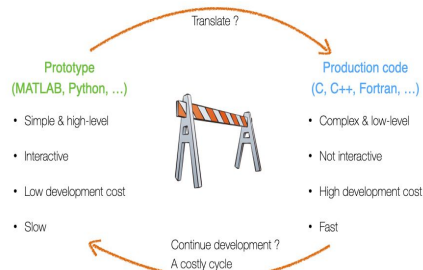 Translate ?
Prototype
(MATLAB, Python, …)
• Simple & high-level
• Interactive
• Low development cost
• Slow
Production code
(C, C++, Fortran, …)
• Complex & low-level
• Not interactive
• High development cost
• Fast
Continue development ?
A costly cycle